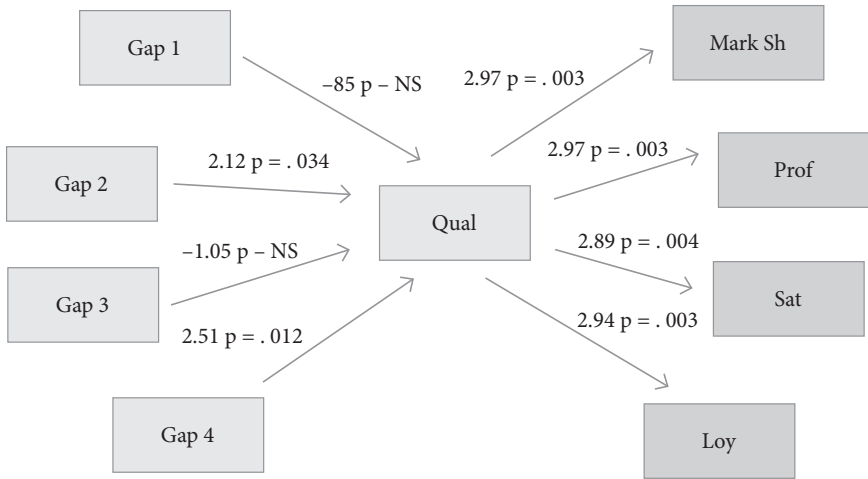 Gap 1
Mark Sh
–85 p – NS
2.97 p = . 003
2.97 p = . 003
2.12 p = . 034
Gap 2
Prof
Qual
–1.05 p – NS
2.89 p = . 004
Gap 3
Sat
2.51 p = . 012
2.94 p = . 003
Gap 4
Loy